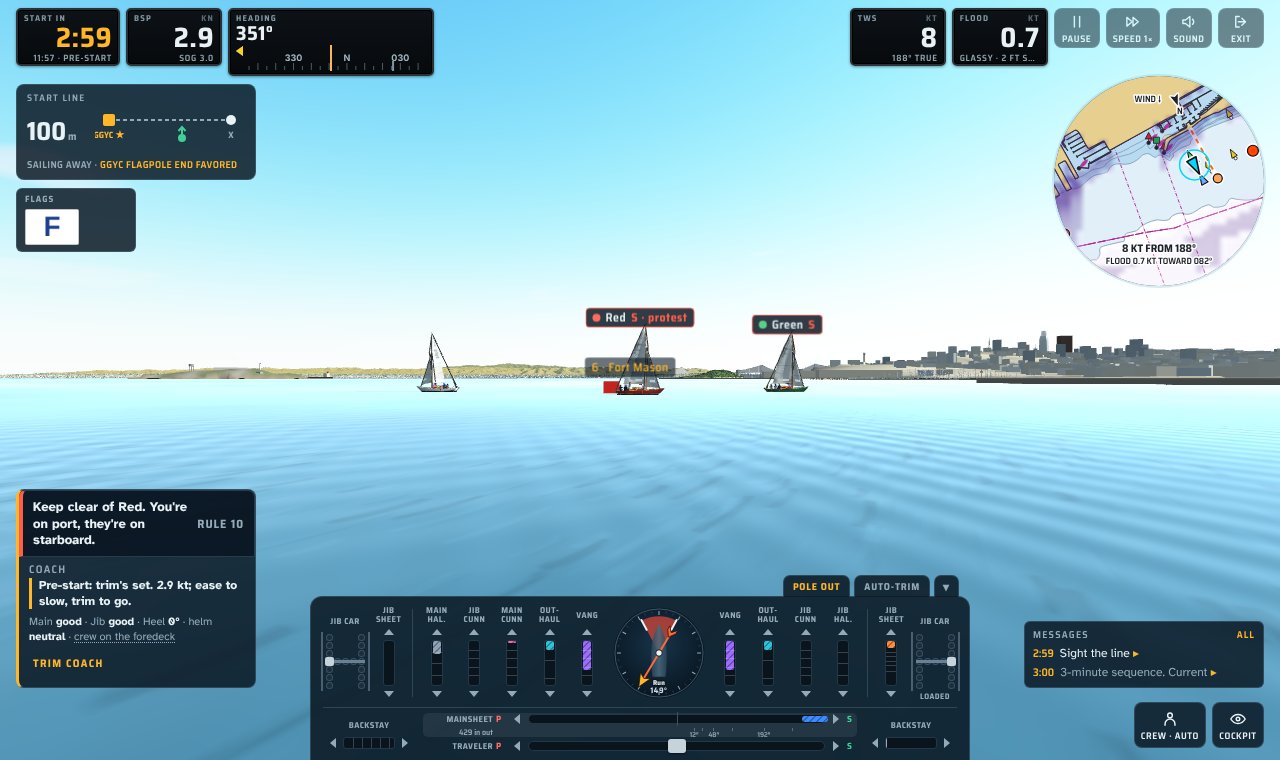 START IN
2:59
11:57 · PRE-START
BSP KN
2.9
SOG 3.0
HEADING
351°
330 N 030
TWS KT
8
188° TRUE
FLOOD KT
0.7
GLASSY · 2 FT S…
PAUSE
SPEED 1×
SOUND
EXIT
START LINE
100 m
GGYC ★ X
SAILING AWAY · GGYC FLAGPOLE END FAVORED
FLAGS
F
WIND
N
8 KT FROM 188°
FLOOD 0.7 KT TOWARD 082°
Red S · protest
Green S
6 · Fort Mason
Keep clear of Red. You're
on port, they're on
starboard.
RULE 10
COACH
Pre-start: trim's set. 2.9 kt; ease to
slow, trim to go.
Main good · Jib good · Heel 0° · helm
neutral · crew on the foredeck
TRIM COACH
POLE OUT
AUTO-TRIM
▼
JIB CAR
JIB SHEET
MAIN HAL.
JIB CUNN
MAIN CUNN
OUT-HAUL
VANG
Run
149°
VANG
OUT-HAUL
JIB CUNN
JIB HAL.
JIB SHEET
JIB CAR
LOADED
BACKSTAY
MAINSHEET P S
429 in out
12° 48° 192°
TRAVELER P S
BACKSTAY
MESSAGES ALL
2:59 Sight the line ▸
3:00 3-minute sequence. Current ▸
CREW · AUTO
COCKPIT